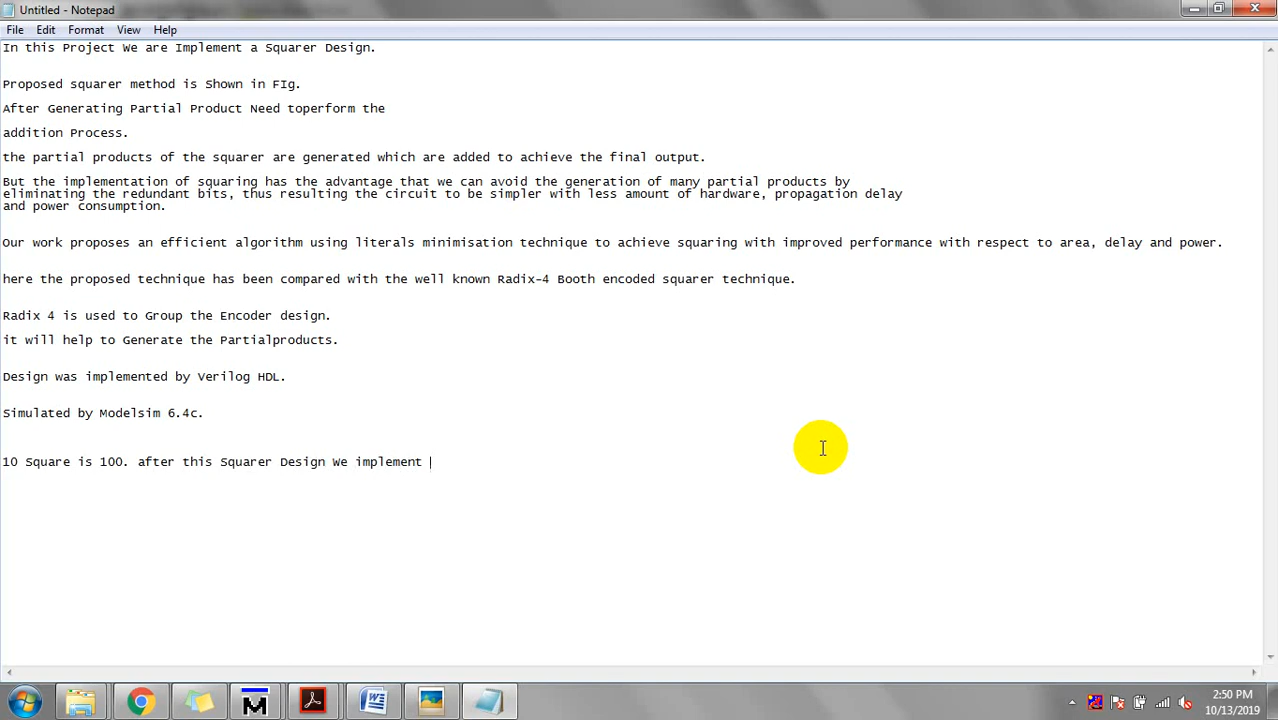 Untitled - Notepad
File Edit Format View Help
In this Project We are Implement a Squarer Design.
Proposed squarer method is Shown in FIg.
After Generating Partial Product Need toperform the
addition Process.
the partial products of the squarer are generated which are added to achieve the final output.
But the implementation of squaring has the advantage that we can avoid the generation of many partial products by
eliminating the redundant bits, thus resulting the circuit to be simpler with less amount of hardware, propagation delay
and power consumption.
Our work proposes an efficient algorithm using literals minimisation technique to achieve squaring with improved performance with respect to area, delay and power.
here the proposed technique has been compared with the well known Radix-4 Booth encoded squarer technique.
Radix 4 is used to Group the Encoder design.
it will help to Generate the Partialproducts.
Design was implemented by Verilog HDL.
Simulated by Modelsim 6.4c.
10 Square is 100. after this Squarer Design We implement
2:50 PM
10/13/2019